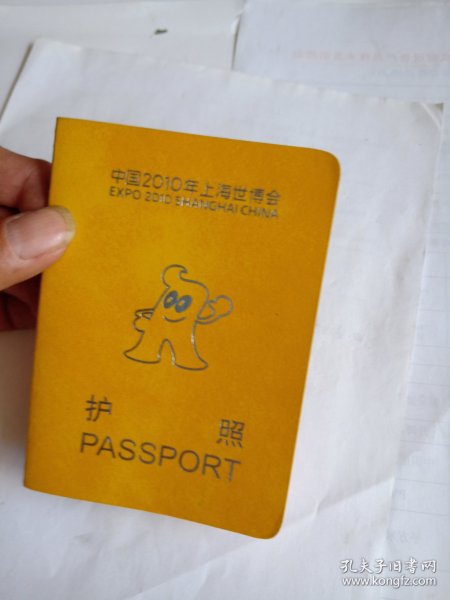 中国2010年上海世博会
EXPO 2010 SHANGHAI CHINA
护 照
PASSPORT
孔夫子旧书网
www.kongfz.com